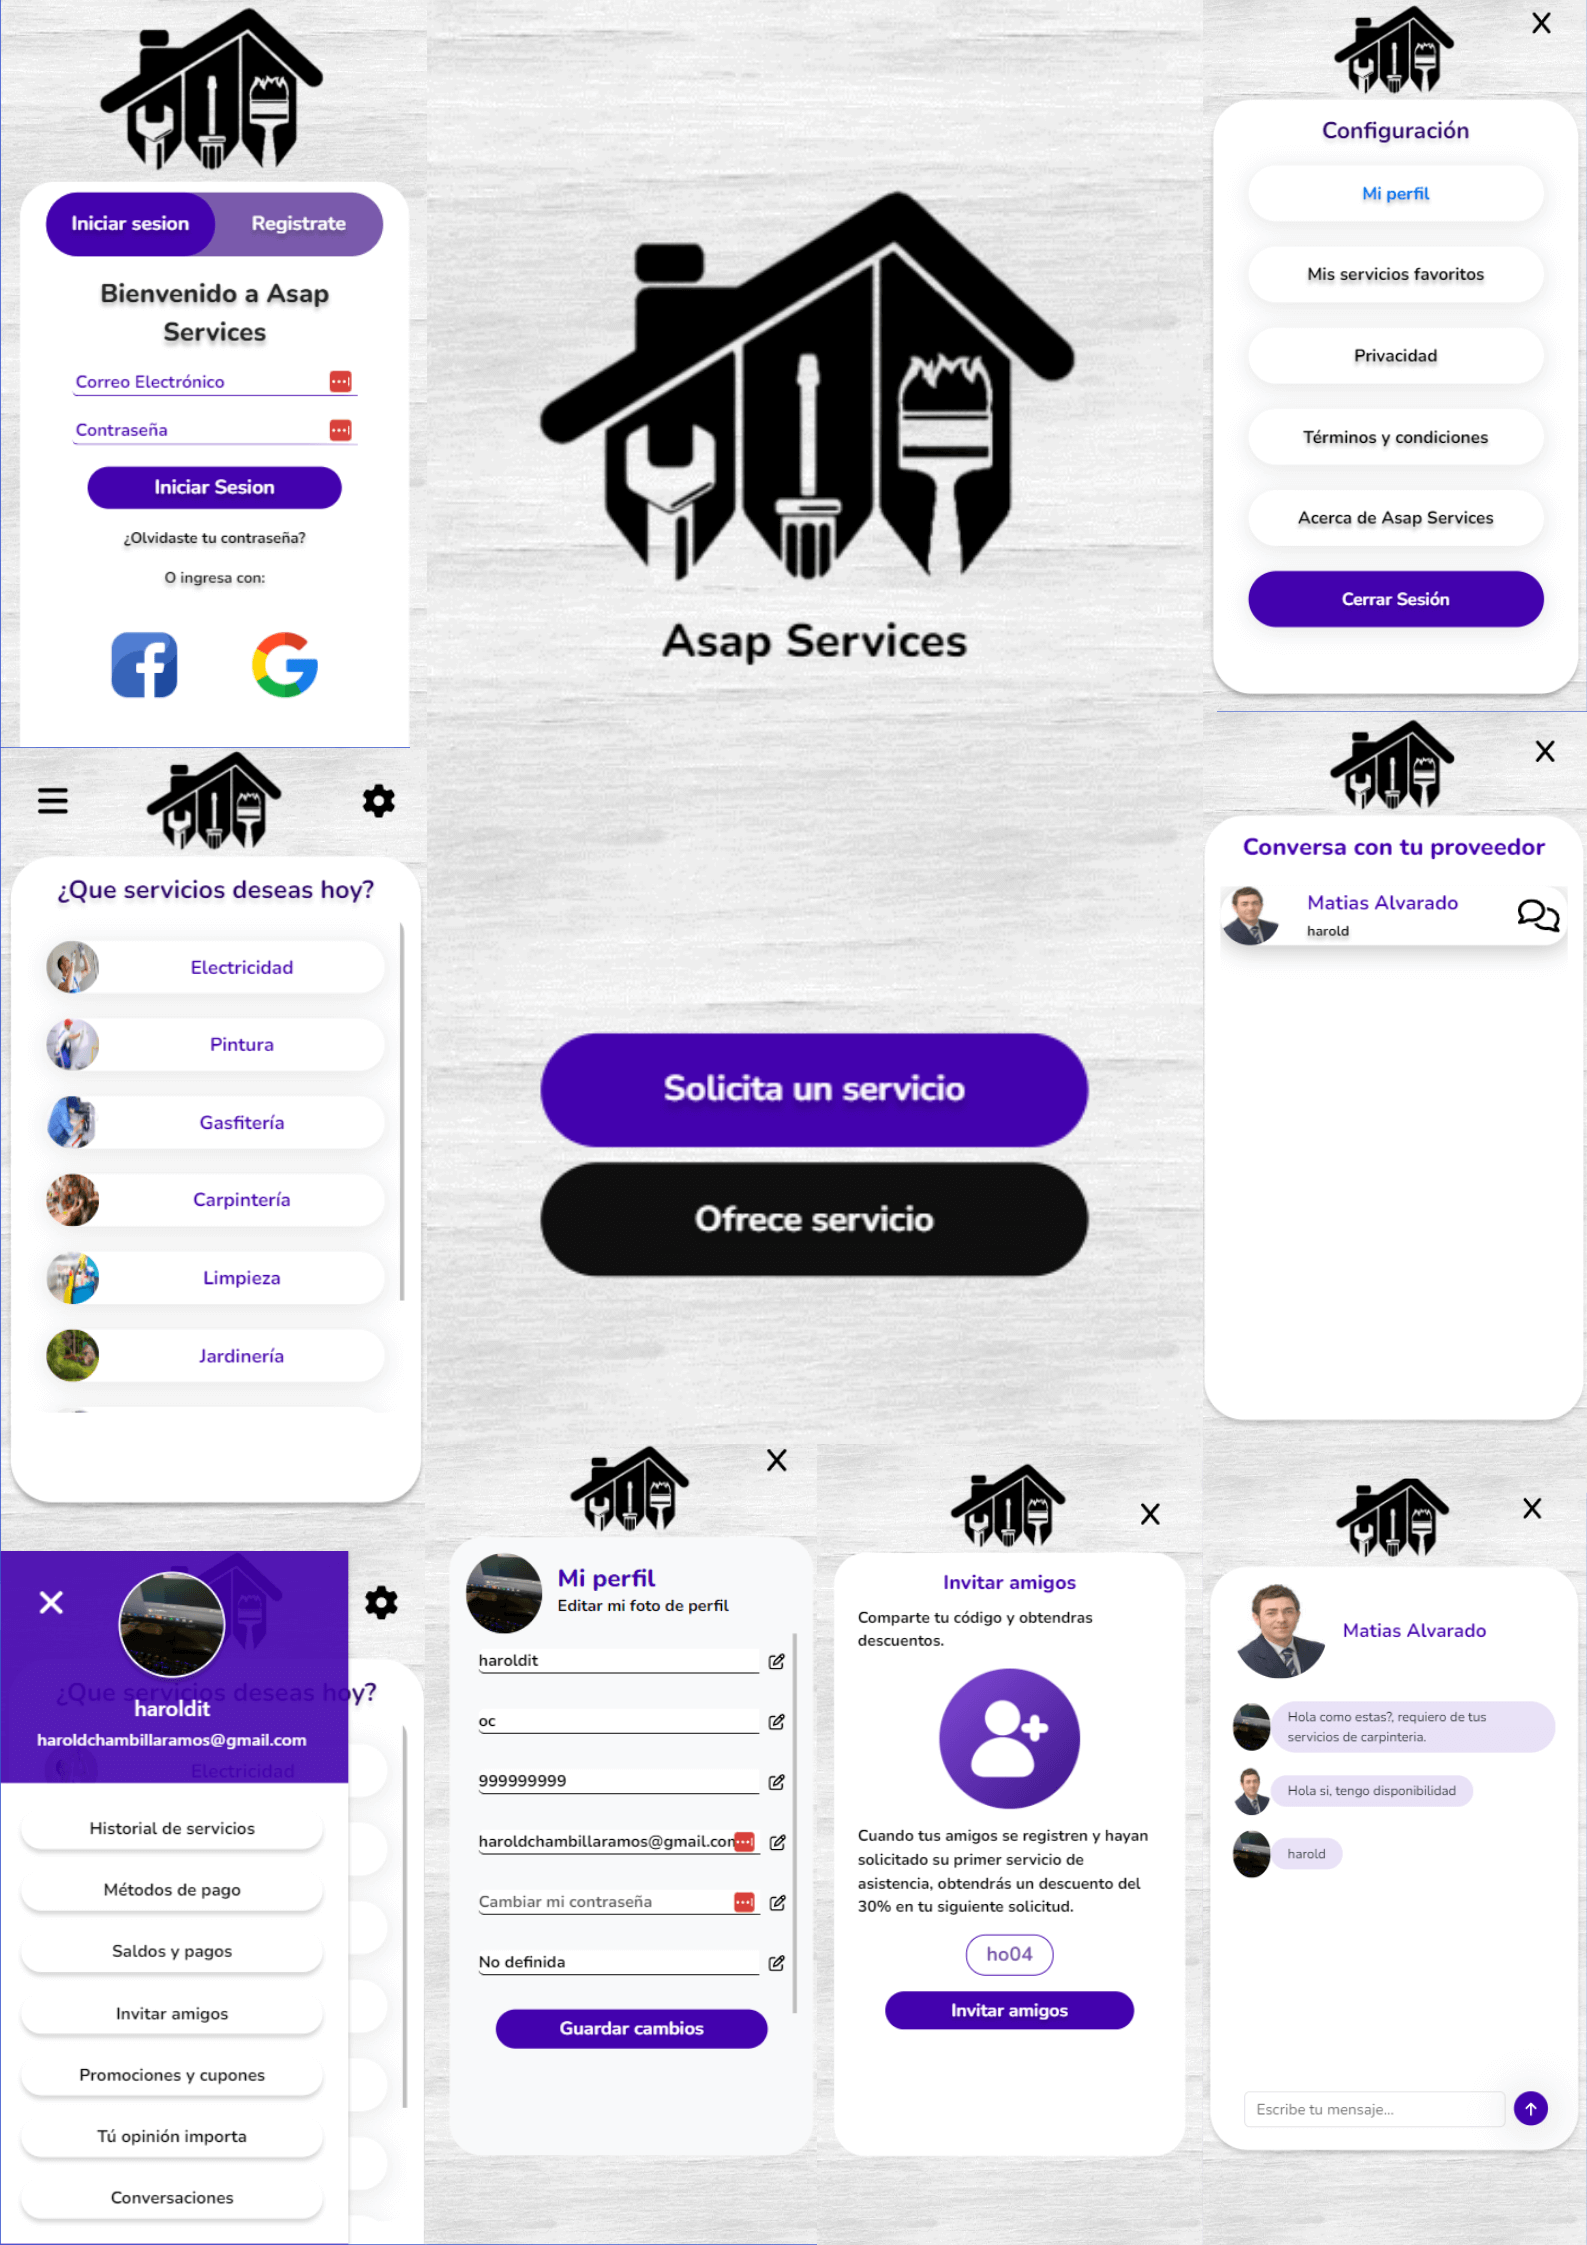 Iniciar sesion
Registrate
Bienvenido a Asap
Services
Correo Electrónico
Contraseña
Iniciar Sesion
¿Olvidaste tu contraseña?
O ingresa con:
Asap Services
Solicita un servicio
Ofrece servicio
X
Configuración
Mi perfil
Mis servicios favoritos
Privacidad
Términos y condiciones
Acerca de Asap Services
Cerrar Sesión
¿Que servicios deseas hoy?
Electricidad
Pintura
Gasfitería
Carpintería
Limpieza
Jardinería
X
Conversa con tu proveedor
Matias Alvarado
harold
¿Que servicios deseas hoy?
haroldit
haroldchambillaramos@gmail.com
Electricidad
Historial de servicios
Métodos de pago
Saldos y pagos
Invitar amigos
Promociones y cupones
Tú opinión importa
Conversaciones
X
Mi perfil
Editar mi foto de perfil
haroldit
oc
999999999
haroldchambillaramos@gmail.com
Cambiar mi contraseña
No definida
Guardar cambios
X
Invitar amigos
Comparte tu código y obtendras
descuentos.
Cuando tus amigos se registren y hayan
solicitado su primer servicio de
asistencia, obtendrás un descuento del
30% en tu siguiente solicitud.
ho04
Invitar amigos
X
Matias Alvarado
Hola como estas?, requiero de tus
servicios de carpinteria.
Hola si, tengo disponibilidad
harold
Escribe tu mensaje...